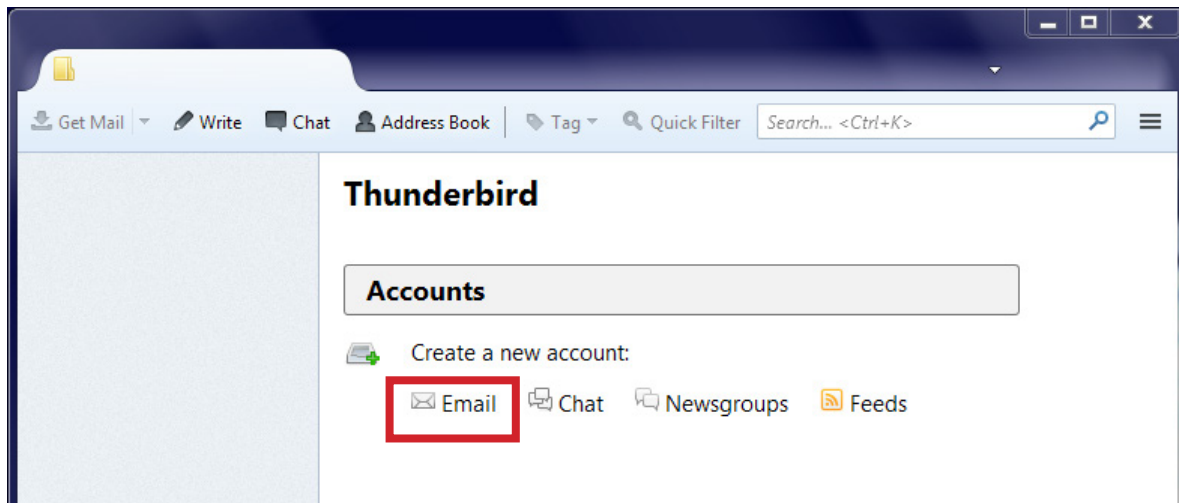 Get Mail Write Chat Address Book Tag Quick Filter Search... <Ctrl+K>
Thunderbird
Accounts
Create a new account:
Email Chat Newsgroups Feeds